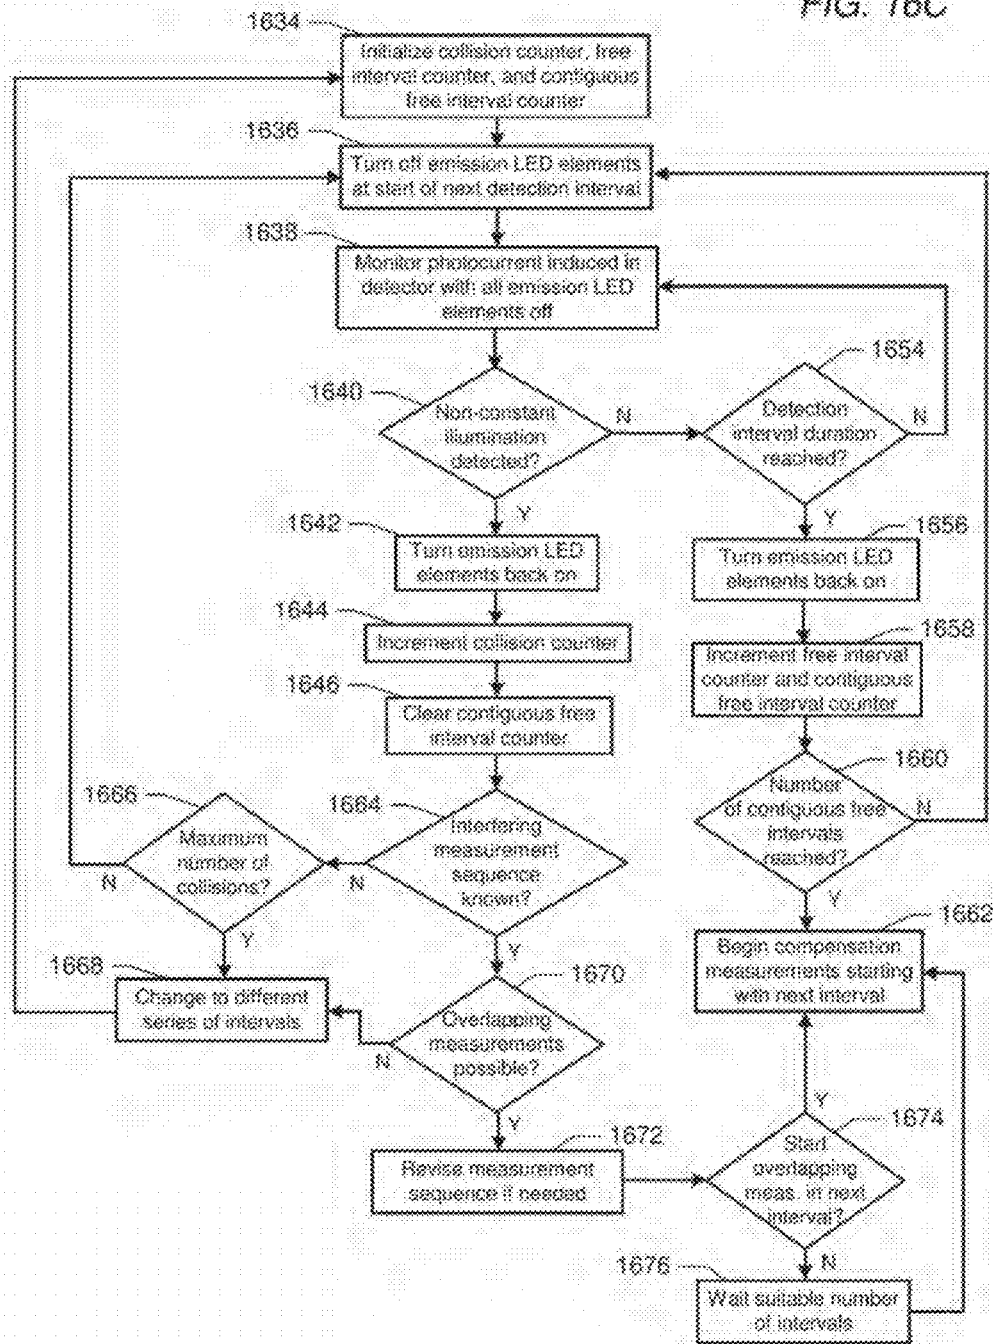 FIG. 16C
1634
Initialize collision counter, free
interval counter, and contiguous
free interval counter
1636
Turn off emission LED elements
at start of next detection interval
1638
Monitor photocurrent induced in
detector with all emission LED
elements off
1640
Non-constant
illumination
detected?
N
Y
1654
Detection
interval duration
reached?
N
Y
1642
Turn emission LED
elements back on
1656
Turn emission LED
elements back on
1644
Increment collision counter
1658
Increment free interval
counter and contiguous
free interval counter
1646
Clear contiguous free
interval counter
1660
Number
of contiguous free
intervals
reached?
N
Y
1666
Maximum
number of
collisions?
N
Y
1664
Interfering
measurement
sequence
known?
N
Y
1662
Begin compensation
measurements starting
with next interval
1668
Change to different
series of intervals
1670
Overlapping
measurements
possible?
N
Y
1672
Revise measurement
sequence if needed
1674
Start
overlapping
meas. in next
interval?
Y
N
1676
Wait suitable number
of intervals